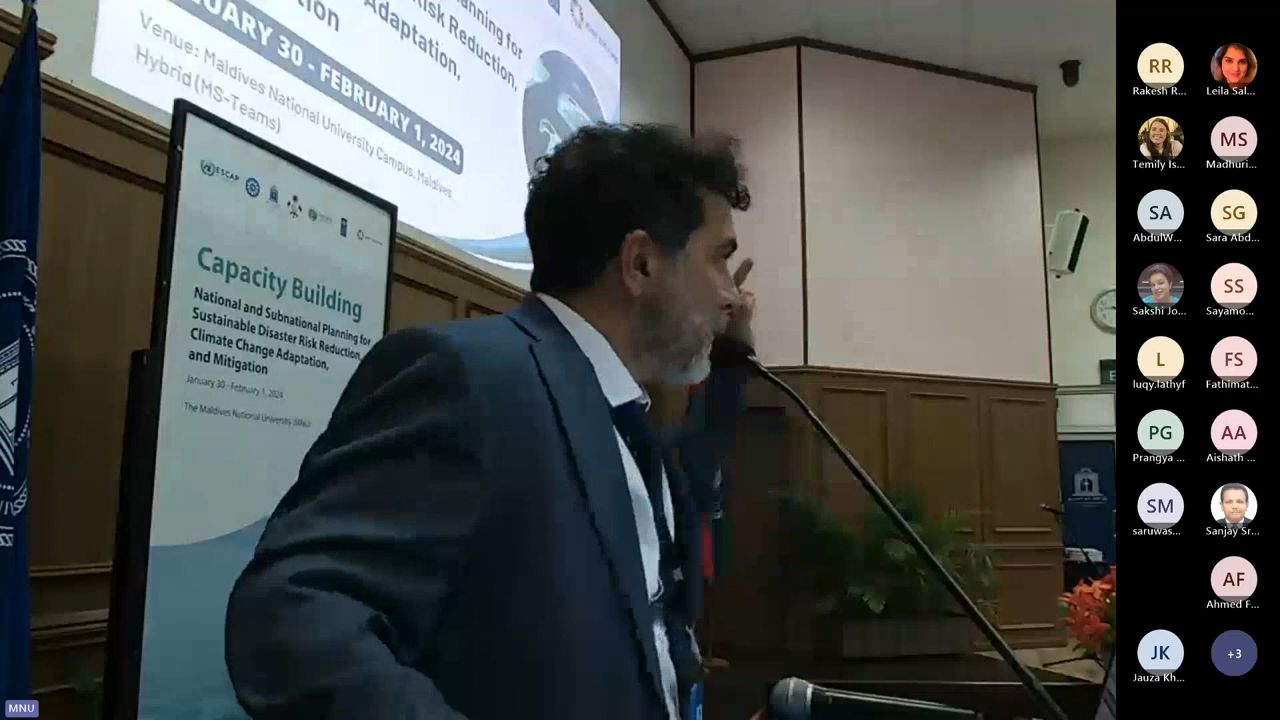 anning for
isk Reduction,
tion
Adaptation,
UARY 30 - FEBRUARY 1, 2024
Venue: Maldives National University Campus, Maldives
Hybrid (MS-Teams)
ESCAP
Capacity Building
National and Subnational Planning for
Sustainable Disaster Risk Reduction,
Climate Change Adaptation,
and Mitigation
January 30 - February 1, 2024
The Maldives National University (MNU)
MNU
RR
Rakesh R...
Leila Sal...
Temily Is...
MS
Madhuri...
SA
AbdulW...
SG
Sara Abd...
Sakshi Jo...
SS
Sayamo...
L
luqy.lathyf
FS
Fathimat...
PG
Prangya ...
AA
Aishath ...
SM
saruwas...
Sanjay Sr...
AF
Ahmed F...
JK
Jauza Kh...
+3